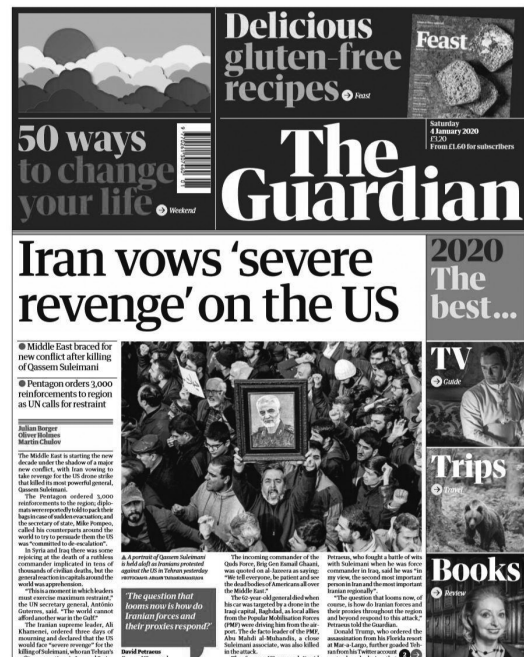 Delicious
gluten-free
recipes
Feast
Feast
50 ways
to change
your life
Weekend
Saturday
4 January 2020
£3.20
From £1.60 for subscribers
The
Guardian
Iran vows ‘severe
revenge’ on the US
2020
The
best...
TV
Guide
Trips
Travel
Books
Review
● Middle East braced for
new conflict after killing
of Qassem Suleimani
● Pentagon orders 3,000
reinforcements to region
as UN calls for restraint
Julian Borger
Oliver Holmes
Martin Chulov
The Middle East is starting the new
decade under the shadow of a major
new conflict, with Iran vowing to
take revenge for the US drone strike
that killed its most powerful general,
Qassem Suleimani.
The Pentagon ordered 3,000
reinforcements to the region; diplo-
mats were reportedly told to pack their
bags in case of sudden evacuation; and
the secretary of state, Mike Pompeo,
called his counterparts around the
world to try to persuade them the US
was “committed to de-escalation”.
In Syria and Iraq there was some
rejoicing at the death of a ruthless
commander implicated in tens of
thousands of civilian deaths, but the
general reaction in capitals around the
world was apprehension.
“This is a moment in which leaders
must exercise maximum restraint,”
the UN secretary general, António
Guterres, said. “The world cannot
afford another war in the Gulf.”
The Iranian supreme leader, Ali
Khamenei, ordered three days of
mourning and declared that the US
would face “severe revenge” for the
killing of Suleimani, who ran Tehran’s
▲ A portrait of Qassem Suleimani
is held aloft as Iranians protested
against the US in Tehran yesterday
‘The question that
looms now is how do
Iranian forces and
their proxies respond?’
David Petraeus
The incoming commander of the
Quds Force, Brig Gen Esmail Ghaani,
was quoted on Jazeera as saying:
“We tell everyone, be patient and see
the dead bodies of Americans all over
the Middle East.”
The 62-year-old general died when
his car was targeted by a drone in the
Iraqi capital, Baghdad, as local allies
from the Popular Mobilisation Forces
(PMF) were driving him from the air-
port. The de facto leader of the PMF,
Abu Mahdi al-Muhandis, a close
Suleimani associate, was also killed
in the attack.
Petraeus, who fought a battle of wits
with Suleimani when he was force
commander in Iraq, said he was “in
my view, the second most important
person in Iran and the most important
Iranian regionally”.
“The question that looms now, of
course, is how do Iranian forces and
their proxies throughout the region
and beyond respond to this attack,”
Petraeus told the Guardian.
Donald Trump, who ordered the
assassination from his Florida resort
at Mar-a-Largo, further goaded Teh-
ran from his Twitter account